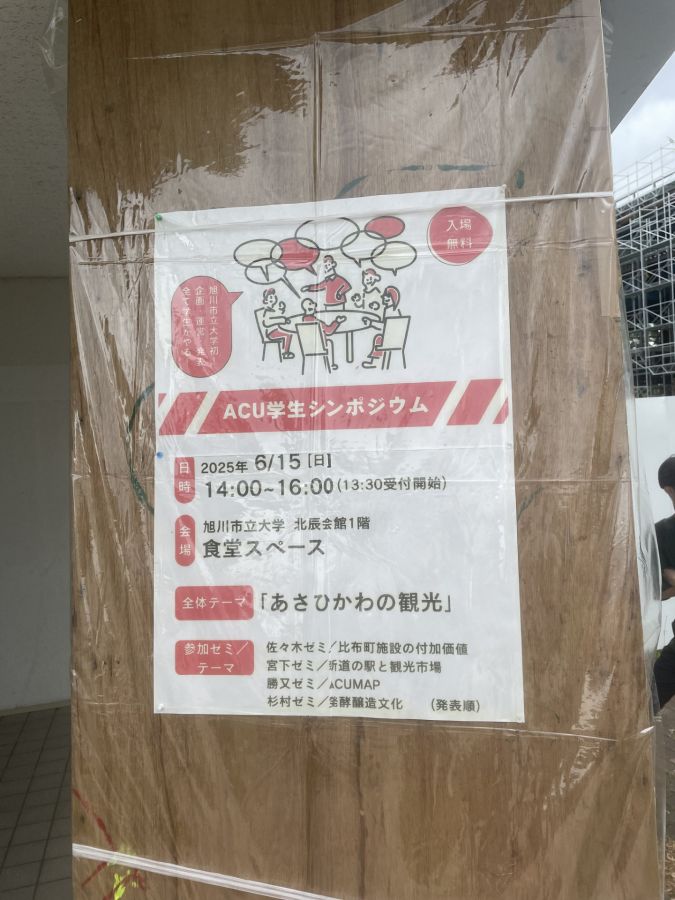 入場
無料
旭川市立大学初！
企画・運営・発表
全て学生がやる
ACU学生シンポジウム
日時
2025年 6/15 [日]
14:00~16:00 (13:30受付開始)
会場
旭川市立大学 北辰会館1階
食堂スペース
全体テーマ
「あさひかわの観光」
参加ゼミ／
テーマ
佐々木ゼミ／比布町施設の付加価値
宮下ゼミ／新道の駅と観光市場
勝又ゼミ／ACUMAP
杉村ゼミ／発酵醸造文化 (発表順)